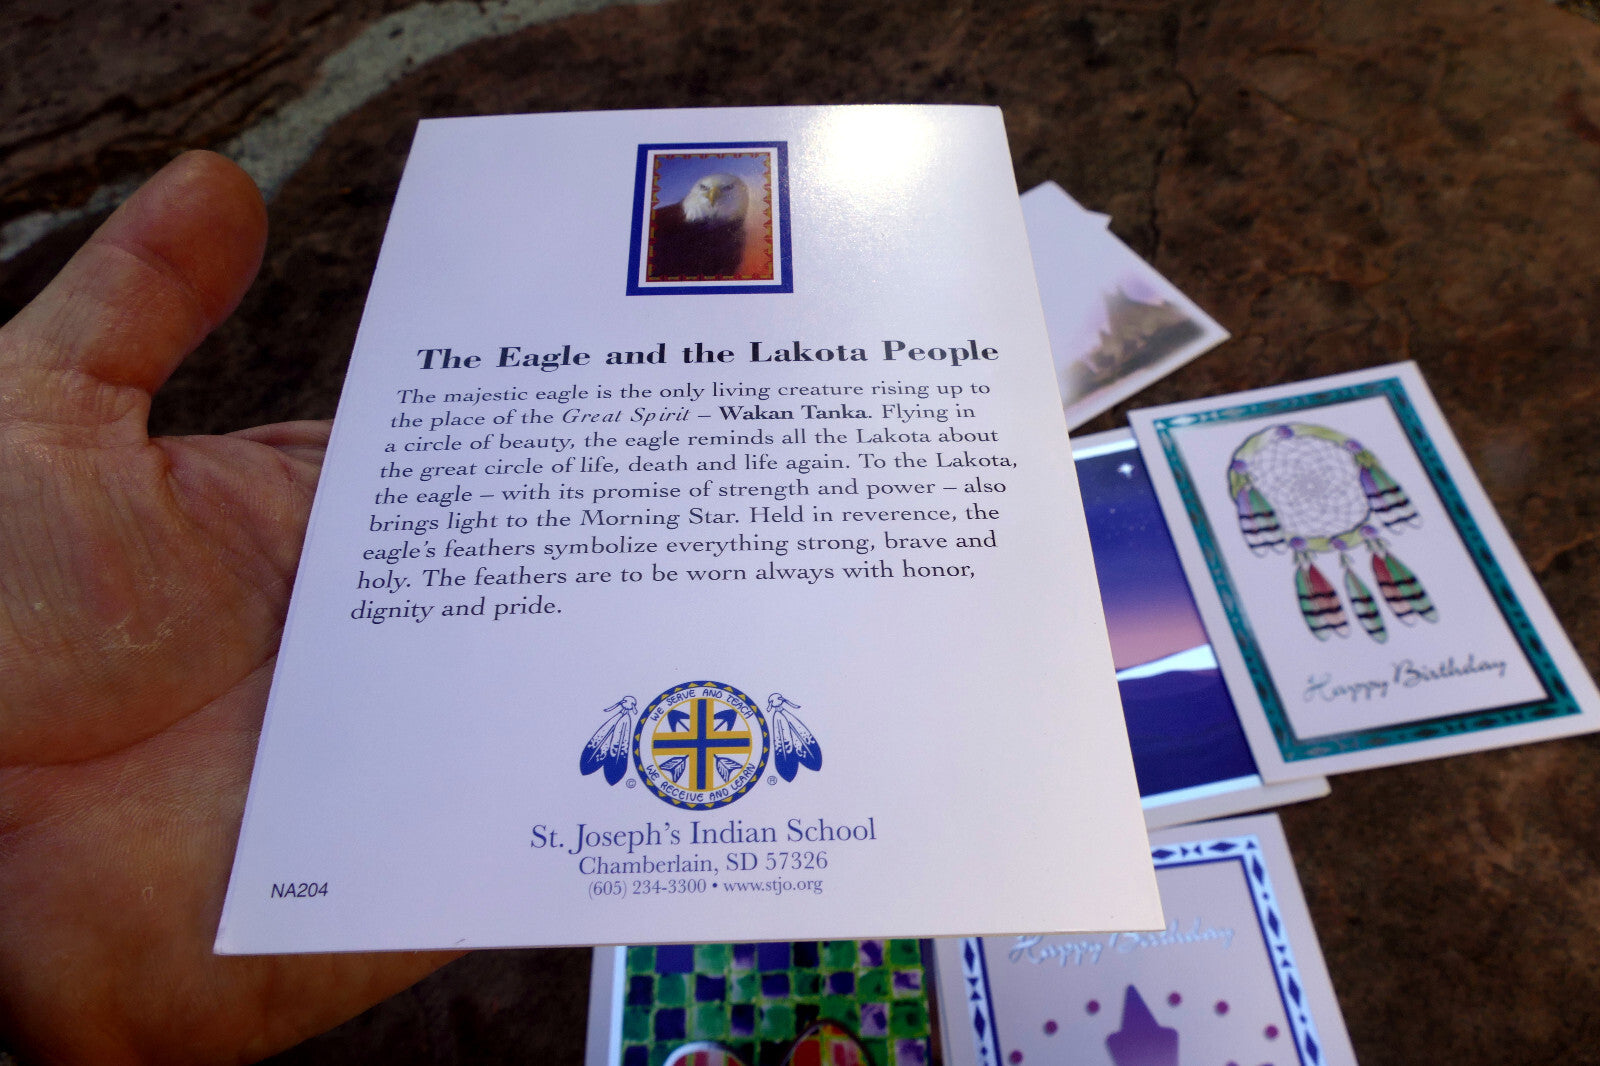 The Eagle and the Lakota People
The majestic eagle is the only living creature rising up to
the place of the Great Spirit – Wakan Tanka. Flying in
a circle of beauty, the eagle reminds all the Lakota about
the great circle of life, death and life again. To the Lakota,
the eagle – with its promise of strength and power – also
brings light to the Morning Star. Held in reverence, the
eagle's feathers symbolize everything strong, brave and
holy. The feathers are to be worn always with honor,
dignity and pride.
WE SERVE AND TEACH
WE RECEIVE AND LEARN
© ®
St. Joseph's Indian School
Chamberlain, SD 57326
(605) 234-3300 • www.stjo.org
NA204
Happy Birthday
Happy Birthday